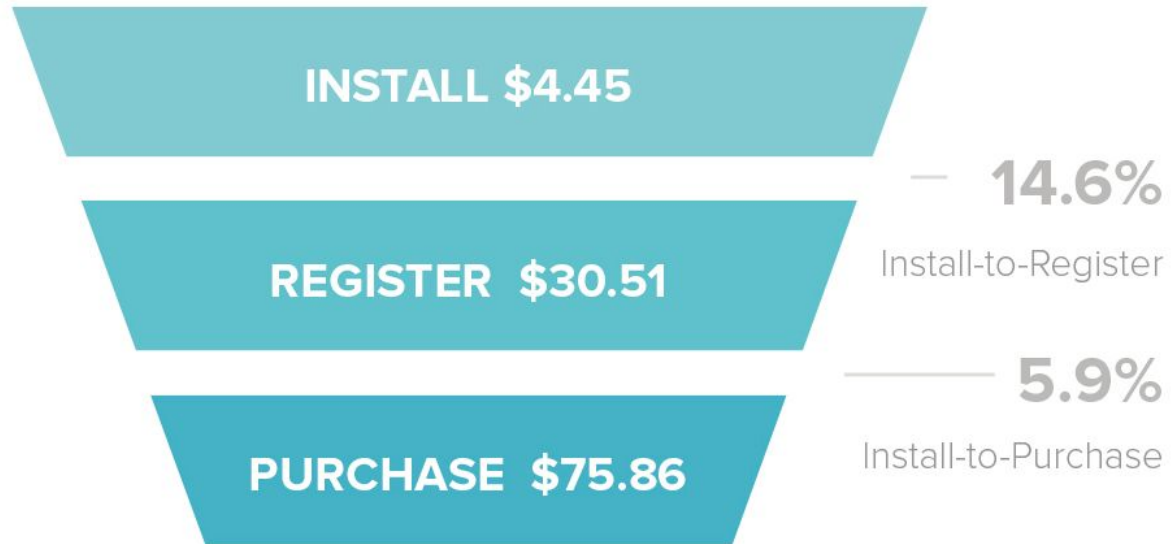 INSTALL $4.45
14.6%
Install-to-Register
REGISTER $30.51
5.9%
Install-to-Purchase
PURCHASE $75.86